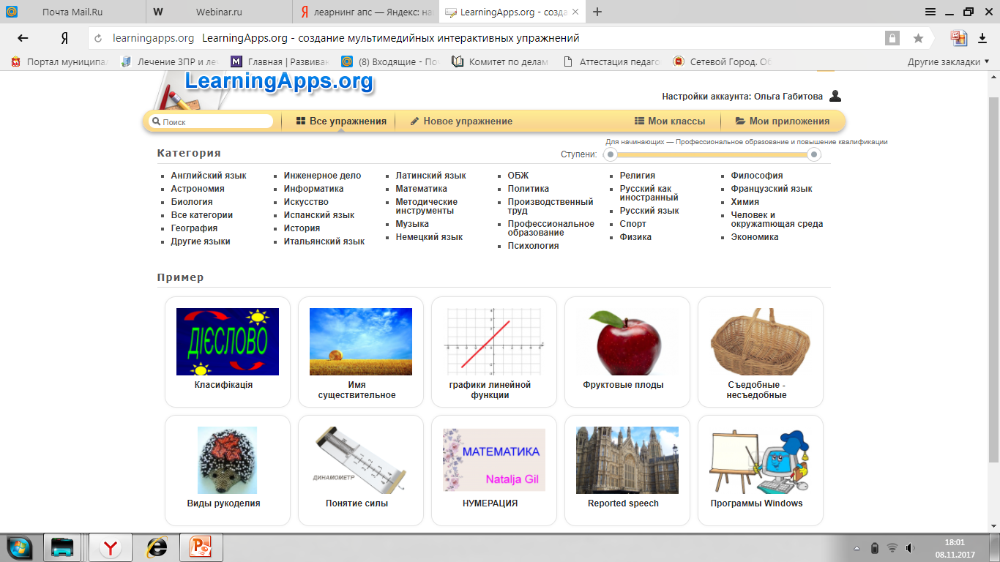 Почта Mail.Ru
Webinar.ru
леарнинг апс — Яндекс: на
LearningApps.org - созда
learningapps.org LearningApps.org - создание мультимедийных интерактивных упражнений
Портал муниципа
Лечение ЗПР и леч
Главная | Развиван
(8) Входящие - По
Комитет по делам
Аттестация педаго
Сетевой Город. Об
Другие закладки
LearningApps.org
Настройки аккаунта: Ольга Габитова
Поиск
Все упражнения
Новое упражнение
Мои классы
Мои приложения
Для начинающих — Профессиональное образование и повышение квалификации
Категория
Ступени:
Английский язык
Астрономия
Биология
Все категории
География
Другие языки
Инженерное дело
Информатика
Искусство
Испанский язык
История
Итальянский язык
Латинский язык
Математика
Методические
инструменты
Музыка
Немецкий язык
ОБЖ
Политика
Производственный
труд
Профессиональное
образование
Психология
Религия
Русский как
иностранный
Русский язык
Спорт
Физика
Философия
Французский язык
Химия
Человек и
окружатющая среда
Экономика
Пример
ДІЄСЛОВО
Класифікація
Имя
существительное
графики линейной
функции
Фруктовые плоды
Съедобные -
несъедобные
Виды рукоделия
ДИНАМОМЕТР
Понятие силы
МАТЕМАТИКА
Natalja Gil
НУМЕРАЦИЯ
Reported speech
Программы Windows
18:01
08.11.2017